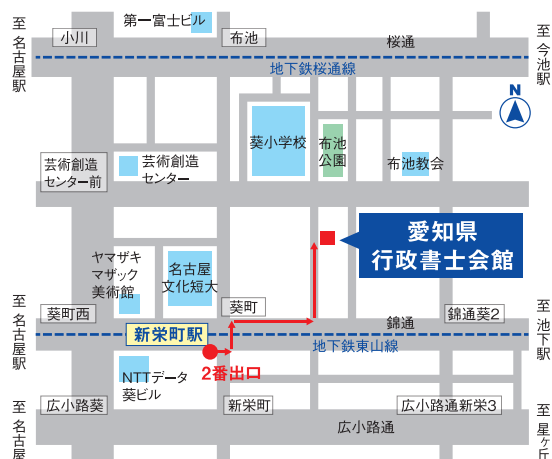 第一富士ビル
至 名古屋駅
小川
布池
桜通
至 今池駅
地下鉄桜通線
N
葵小学校
布池
公園
芸術創造
センター前
芸術創造
センター
布池教会
愛知県
行政書士会館
ヤマザキ
マザック
美術館
名古屋
文化短大
至 名古屋駅
葵町西
葵町
錦通
錦通葵2
至 池下駅
新栄町駅
地下鉄東山線
2番出口
NTTデータ
葵ビル
至 名古屋
広小路葵
新栄町
広小路通新栄3
広小路通
至 星ヶ丘